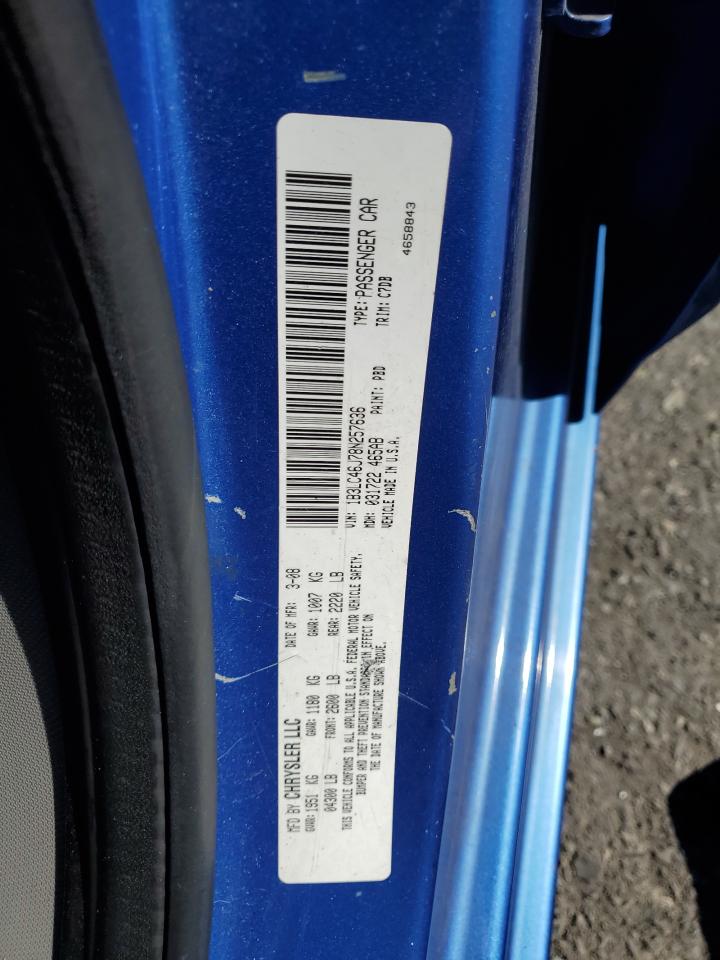 MFD BY CHRYSLER LLC
DATE OF MFR: 3-08
GVWR: 1951 KG
GAWR: 1180 KG
GAWR: 1007 KG
04300 LB
FRONT: 2600 LB
REAR: 2220 LB
THIS VEHICLE CONFORMS TO ALL APPLICABLE U.S.A. FEDERAL MOTOR VEHICLE SAFETY,
BUMPER AND THEFT PREVENTION STANDARDS IN EFFECT ON
THE DATE OF MANUFACTURE SHOWN ABOVE.
VIN: 1B3LC46J78N257636
TYPE: PASSENGER CAR
MDH: 031722 465AB
PAINT: PBD
TRIM: C7DB
VEHICLE MADE IN U.S.A.
4658843